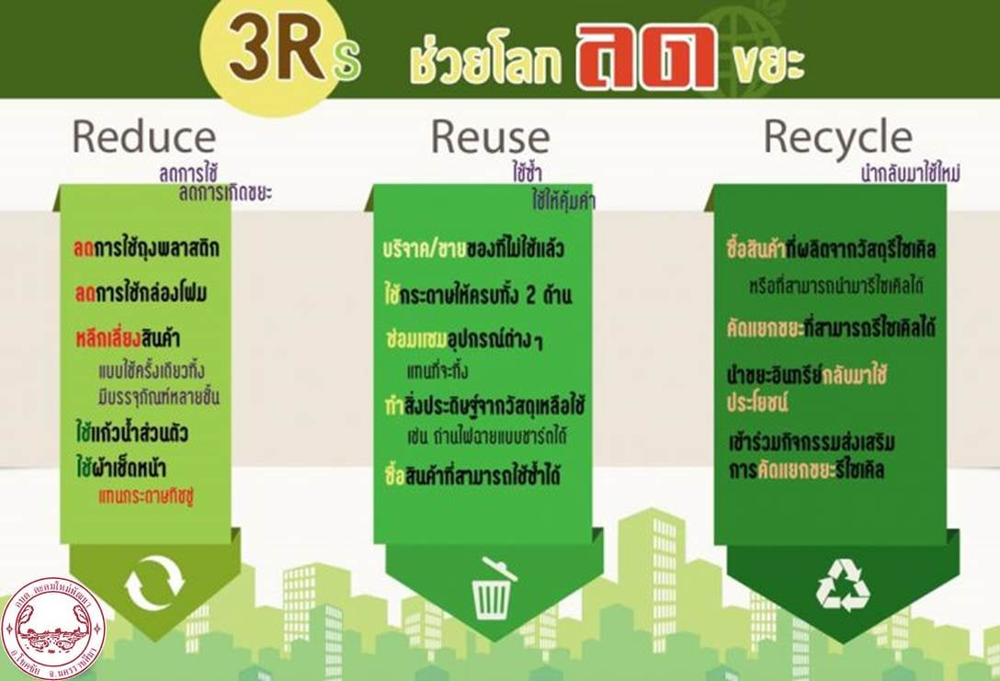 3Rs ช่วยโลก ลด ขยะ
Reduce
ลดการใช้
ลดการเกิดขยะ
ลดการใช้ถุงพลาสติก
ลดการใช้กล่องโฟม
หลีกเลี่ยงสินค้า
แบบใช้ครั้งเดียวทิ้ง
มีบรรจุภัณฑ์หลายชั้น
ใช้แก้วน้ำส่วนตัว
ใช้ผ้าเช็ดหน้า
แทนกระดาษทิชชู่
Reuse
ใช้ซ้ำ
ใช้ให้คุ้มค่า
บริจาค/ขายของที่ไม่ใช้แล้ว
ใช้กระดาษให้ครบทั้ง 2 ด้าน
ซ่อมแซมอุปกรณ์ต่างๆ
แทนที่จะทิ้ง
ทำสิ่งประดิษฐ์จากวัสดุเหลือใช้
เช่น ถ่านไฟฉายแบบชาร์ตได้
ซื้อสินค้าที่สามารถใช้ซ้ำได้
Recycle
นำกลับมาใช้ใหม่
ซื้อสินค้าที่ผลิตจากวัสดุรีไซเคิล
หรือที่สามารถนำมารีไซเคิลได้
คัดแยกขยะที่สามารถรีไซเคิลได้
นำขยะอินทรีย์กลับมาใช้
ประโยชน์
เข้าร่วมกิจกรรมส่งเสริม
การคัดแยกขยะรีไซเคิล
อบต.ละลมใหม่พัฒนา
อ.โชคชัย จ.นครราชสีมา